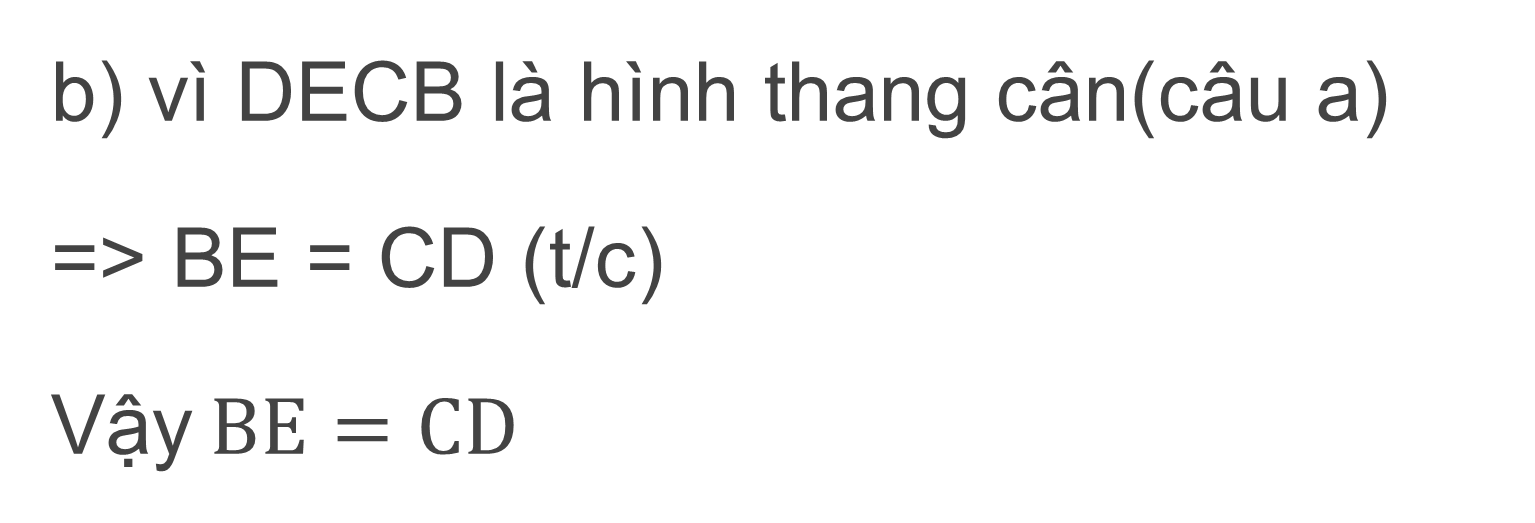 b) vì DECB là hình thang cân(câu a)
=> BE = CD (t/c)
Vậy BE = CD